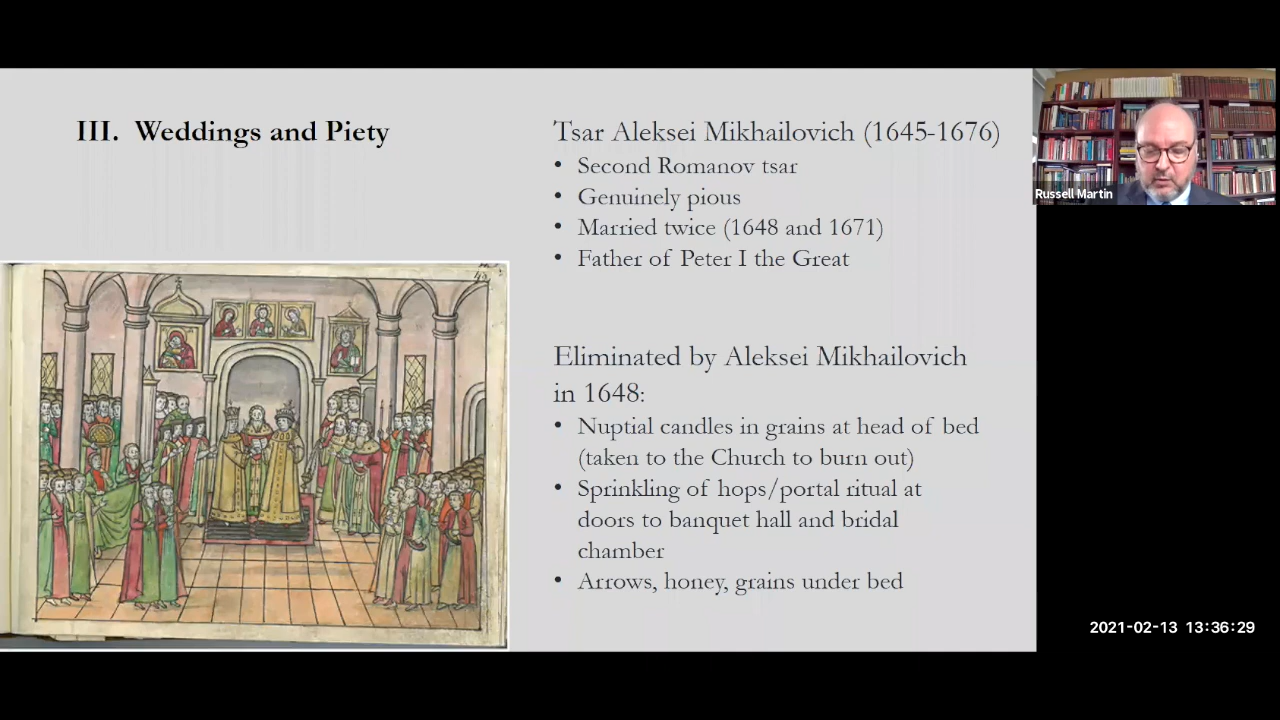 III. Weddings and Piety
Tsar Aleksei Mikhailovich (1645-1676)
• Second Romanov tsar
• Genuinely pious
• Married twice (1648 and 1671)
• Father of Peter I the Great
Eliminated by Aleksei Mikhailovich
in 1648:
• Nuptial candles in grains at head of bed
(taken to the Church to burn out)
• Sprinkling of hops/portal ritual at
doors to banquet hall and bridal
chamber
• Arrows, honey, grains under bed
Russell Martin
2021-02-13 13:36:29